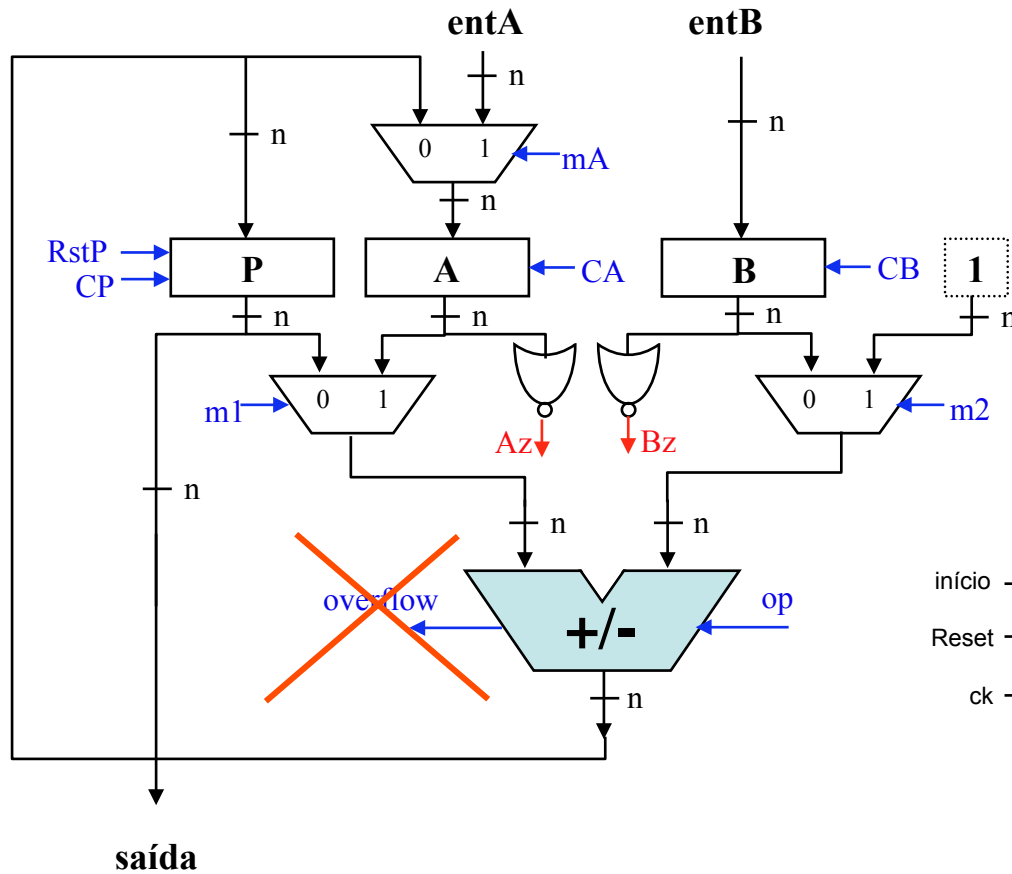 entA entB
n
n
0 1
mA
n
RstP
CP
P
A
CA
B
CB
1
n
n
n
n
m1
0 1
0 1
m2
Az
Bz
n
n
n
overflow
+/-
op
n
início
Reset
ck
saída